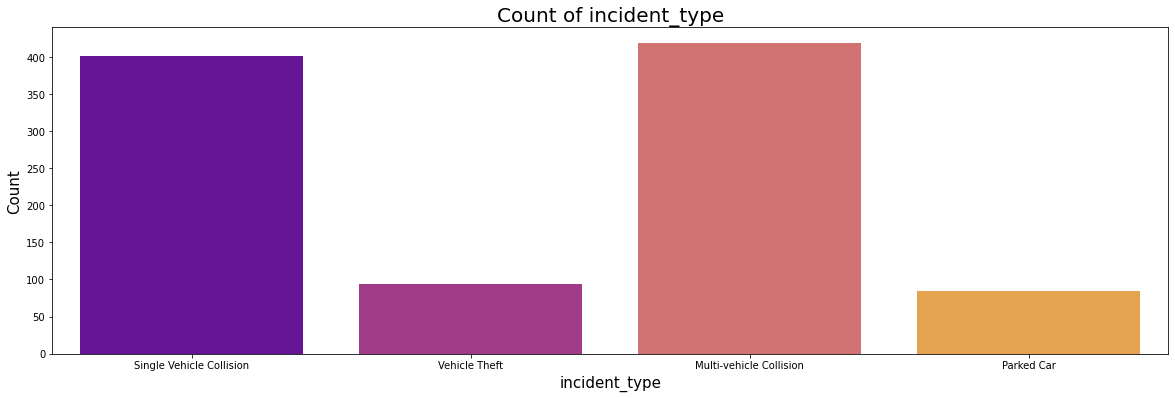 Count of incident_type
Count
400
350
300
250
200
150
100
50
0
Single Vehicle Collision
Vehicle Theft
Multi-vehicle Collision
Parked Car
incident_type